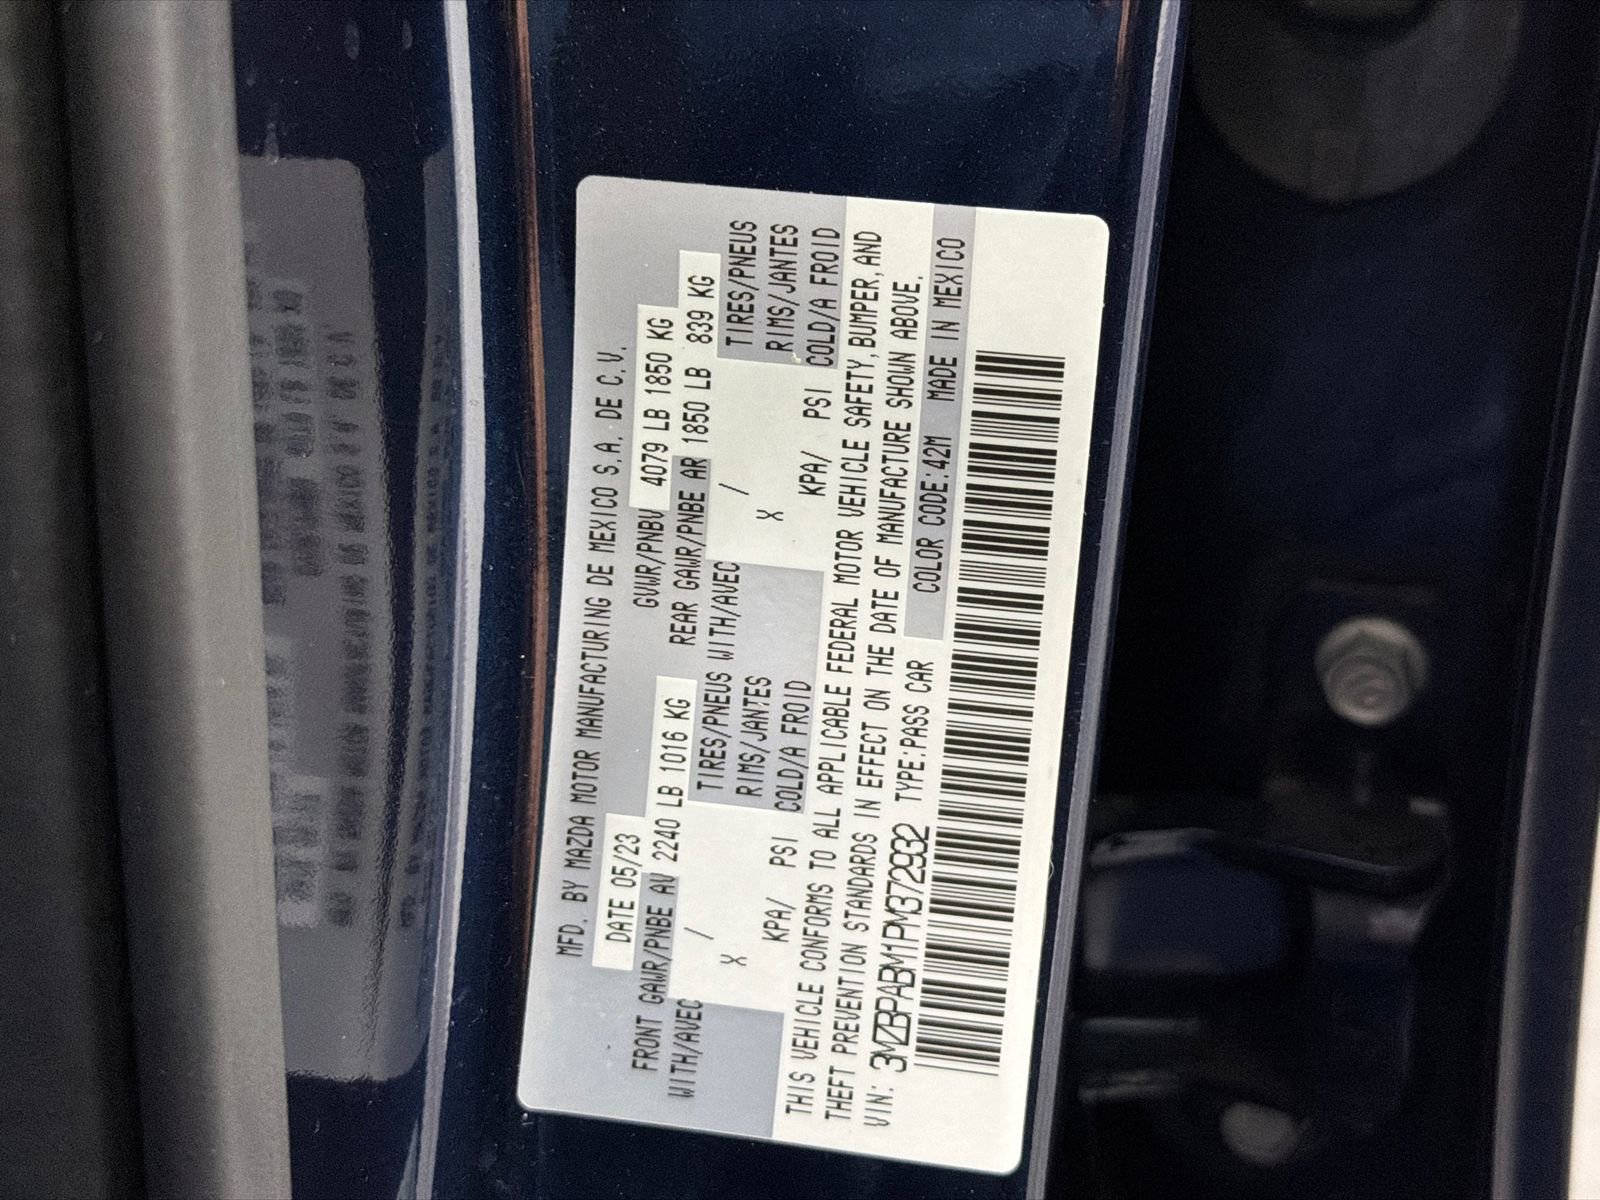 MFD. BY MAZDA MOTOR MANUFACTURING DE MEXICO S.A. DE C.V.
DATE 05/23 GVWR/PNBV 4079 LB 1850 KG
FRONT GAWR/PNBE AV 2240 LB 1016 KG REAR GAWR/PNBE AR 1850 LB 839 KG
WITH/AVEC X / TIRES/PNEUS WITH/AVEC X / TIRES/PNEUS
RIMS/JANTES RIMS/JANTES
KPA/ PSI COLD/A FROID KPA/ PSI COLD/A FROID
THIS VEHICLE CONFORMS TO ALL APPLICABLE FEDERAL MOTOR VEHICLE SAFETY, BUMPER, AND
THEFT PREVENTION STANDARDS IN EFFECT ON THE DATE OF MANUFACTURE SHOWN ABOVE.
VIN: 3MZBPABM1PM372932 TYPE:PASS CAR COLOR CODE:42M MADE IN MEXICO